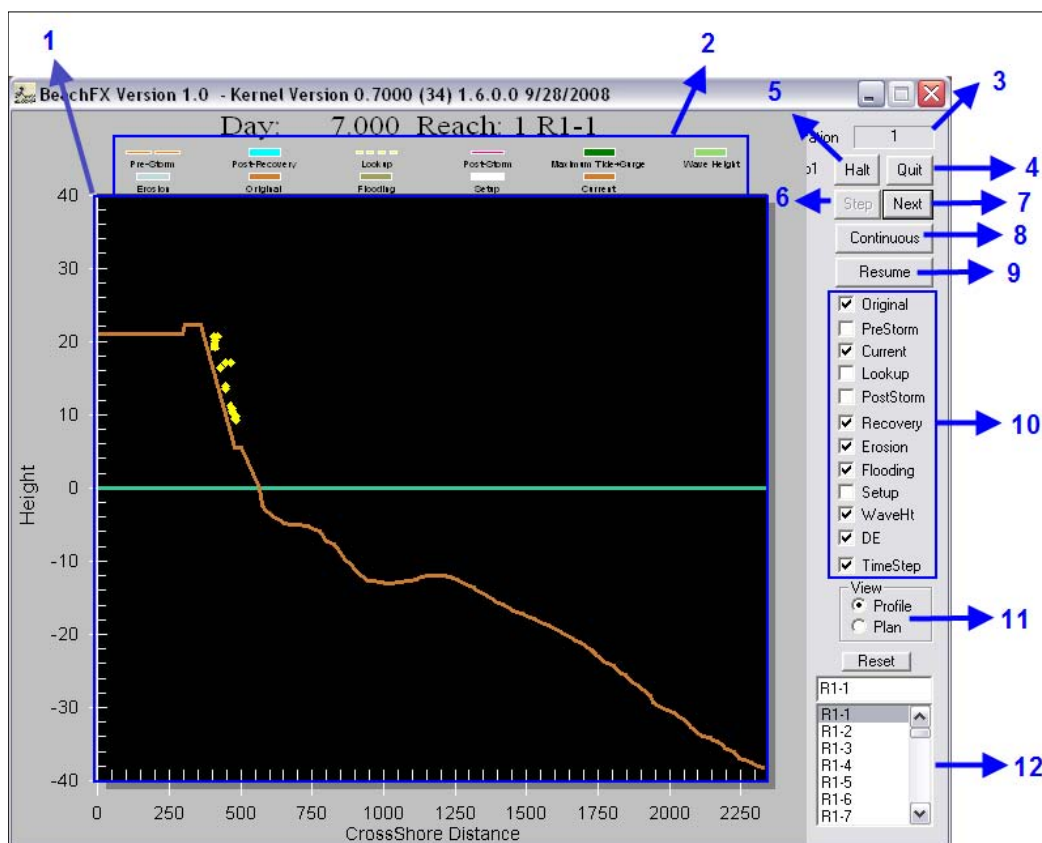 1
2
BeachFX Version 1.0 - Kernel Version 0.7000 (34) 1.6.0.0 9/28/2008
5
3
Day: 7.000 Reach: 1 R1-1
ation 1
Pre-Storm Post-Recovery Lookup Post-Storm Maximum Tide+Surge Wave Height
Erosion Original Flooding Setup Current
Halt Quit 4
6 Step Next 7
Continuous 8
Resume 9
Original
PreStorm
Current
Lookup
PostStorm
Recovery 10
Erosion
Flooding
Setup
WaveHt
DE
TimeStep
View
Profile
Plan 11
Reset
R1-1
R1-1
R1-2
R1-3
R1-4 12
R1-5
R1-6
R1-7
Height
40
30
20
10
0
-10
-20
-30
-40
0 250 500 750 1000 1250 1500 1750 2000 2250
CrossShore Distance